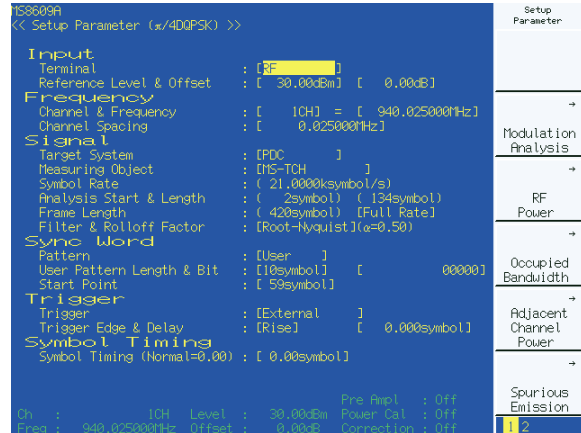 MS8609A
<< Setup Parameter (π/4DQPSK) >>
Input
Terminal : [RF ]
Reference Level & Offset : [ 30.00dBm] [ 0.00dB]
Frequency
Channel & Frequency : [ 1CH] = [ 940.025000MHz]
Channel Spacing : [ 0.025000MHz]
Signal
Target System : [PDC ]
Measuring Object : [MS-TCH ]
Symbol Rate : ( 21.0000ksymbol/s)
Analysis Start & Length : ( 2symbol) ( 134symbol)
Frame Length : ( 420symbol) [Full Rate]
Filter & Rolloff Factor : [Root-Nyquist](α=0.50)
Sync Word
Pattern : [User ]
User Pattern Length & Bit : [10symbol] [ 00000]
Start Point : [ 59symbol]
Trigger
Trigger : [External ]
Trigger Edge & Delay : [Rise] [ 0.000symbol]
Symbol Timing
Symbol Timing (Normal=0.00) : [ 0.00symbol]
Pre Ampl : Off
Ch : 1CH Level : 30.00dBm Power Cal : Off
Freq : 940.025000MHz Offset : 0.00dB Correction : Off
Setup
Parameter
→
Modulation
Analysis
→
RF
Power
→
Occupied
Bandwidth
→
Adjacent
Channel
Power
→
Spurious
Emission
1 2